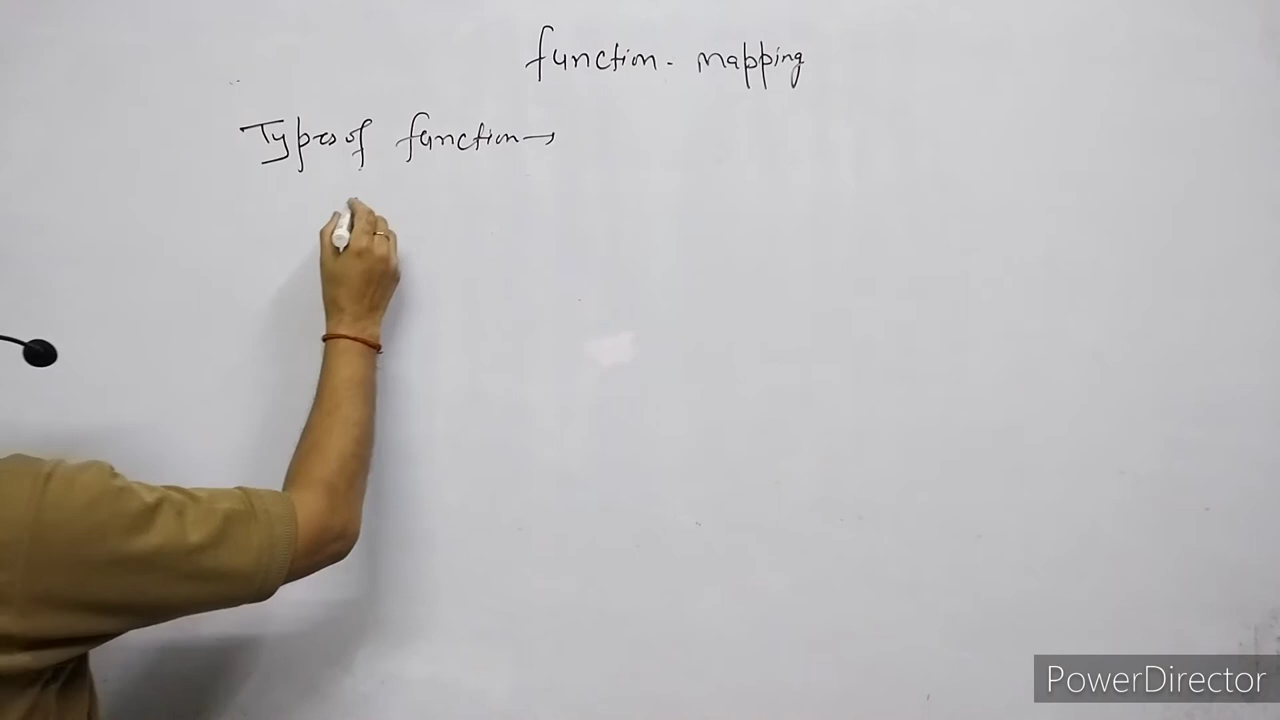 function - mapping
Types of function →
PowerDirector